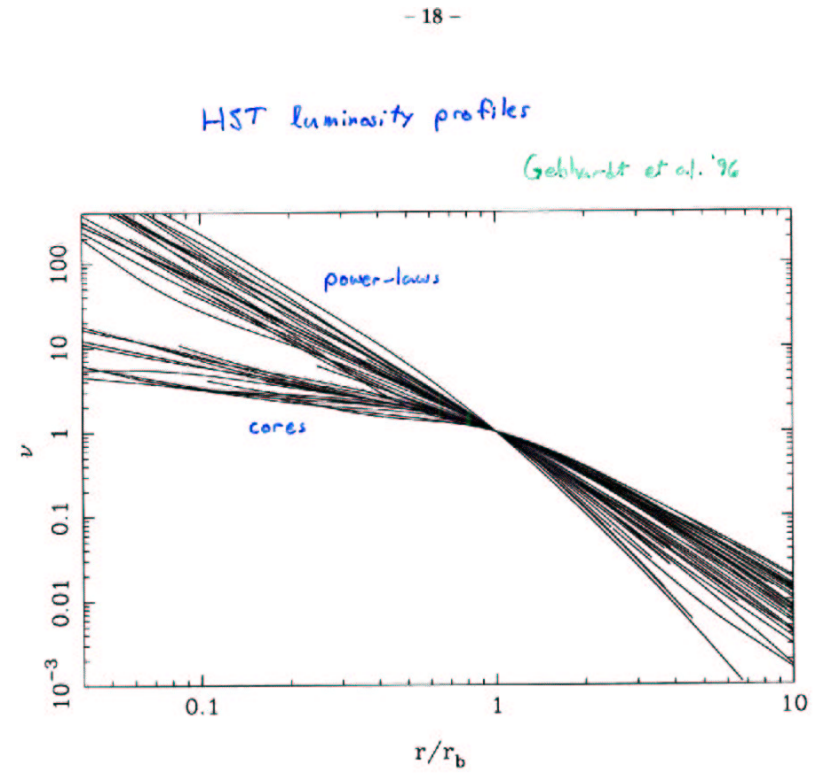 – 18 –
HST luminosity profiles
Gebhardt et al. '96
power-laws
cores
100
10
1
0.1
0.01
10⁻³
ν
0.1
1
10
r/r_b